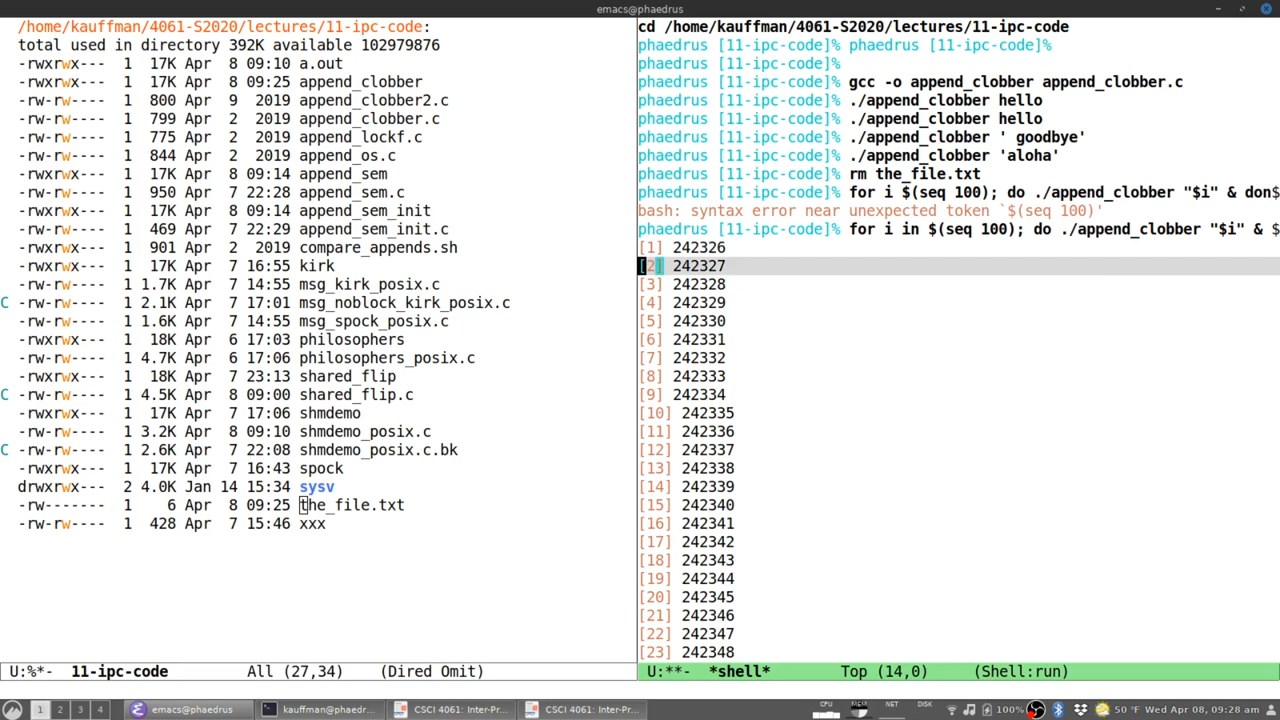 emacs@phaedrus
/home/kauffman/4061-S2020/lectures/11-ipc-code:
total used in directory 392K available 102979876
-rwxrwx--- 1 17K Apr 8 09:10 a.out
-rwxrwx--- 1 17K Apr 8 09:25 append_clobber
-rw-rw---- 1 800 Apr 9 2019 append_clobber2.c
-rw-rw---- 1 799 Apr 2 2019 append_clobber.c
-rw-rw---- 1 775 Apr 2 2019 append_lockf.c
-rw-rw---- 1 844 Apr 2 2019 append_os.c
-rwxrwx--- 1 17K Apr 8 09:14 append_sem
-rw-rw---- 1 950 Apr 7 22:28 append_sem.c
-rwxrwx--- 1 17K Apr 8 09:14 append_sem_init
-rw-rw---- 1 469 Apr 7 22:29 append_sem_init.c
-rwxrwx--- 1 901 Apr 2 2019 compare_appends.sh
-rwxrwx--- 1 17K Apr 7 16:55 kirk
-rw-rw---- 1 1.7K Apr 7 14:55 msg_kirk_posix.c
C -rw-rw---- 1 2.1K Apr 7 17:01 msg_noblock_kirk_posix.c
-rw-rw---- 1 1.6K Apr 7 14:55 msg_spock_posix.c
-rwxrwx--- 1 18K Apr 6 17:03 philosophers
-rw-rw---- 1 4.7K Apr 6 17:06 philosophers_posix.c
-rwxrwx--- 1 18K Apr 7 23:13 shared_flip
C -rw-rw---- 1 4.5K Apr 8 09:00 shared_flip.c
-rwxrwx--- 1 17K Apr 7 17:06 shmdemo
-rw-rw---- 1 3.2K Apr 8 09:10 shmdemo_posix.c
C -rw-rw---- 1 2.6K Apr 7 22:08 shmdemo_posix.c.bk
-rwxrwx--- 1 17K Apr 7 16:43 spock
drwxrwx--- 2 4.0K Jan 14 15:34 sysv
-rw------- 1 6 Apr 8 09:25 the_file.txt
-rw-rw---- 1 428 Apr 7 15:46 xxx
U:%*- 11-ipc-code All (27,34) (Dired Omit)
cd /home/kauffman/4061-S2020/lectures/11-ipc-code
phaedrus [11-ipc-code]% phaedrus [11-ipc-code]%
phaedrus [11-ipc-code]%
phaedrus [11-ipc-code]% gcc -o append_clobber append_clobber.c
phaedrus [11-ipc-code]% ./append_clobber hello
phaedrus [11-ipc-code]% ./append_clobber hello
phaedrus [11-ipc-code]% ./append_clobber ' goodbye'
phaedrus [11-ipc-code]% ./append_clobber 'aloha'
phaedrus [11-ipc-code]% rm the_file.txt
phaedrus [11-ipc-code]% for i $(seq 100); do ./append_clobber "$i" & don$
bash: syntax error near unexpected token `$(seq 100)'
phaedrus [11-ipc-code]% for i in $(seq 100); do ./append_clobber "$i" & $
[1] 242326
[2] 242327
[3] 242328
[4] 242329
[5] 242330
[6] 242331
[7] 242332
[8] 242333
[9] 242334
[10] 242335
[11] 242336
[12] 242337
[13] 242338
[14] 242339
[15] 242340
[16] 242341
[17] 242342
[18] 242343
[19] 242344
[20] 242345
[21] 242346
[22] 242347
[23] 242348
U:**- *shell* Top (14,0) (Shell:run)
1 2 3 4 emacs@phaedrus kauffman@phaedr... CSCI 4061: Inter-Pr... CSCI 4061: Inter-Pr... CPU MEM NET DISK 100% 50 °F Wed Apr 08, 09:28 am